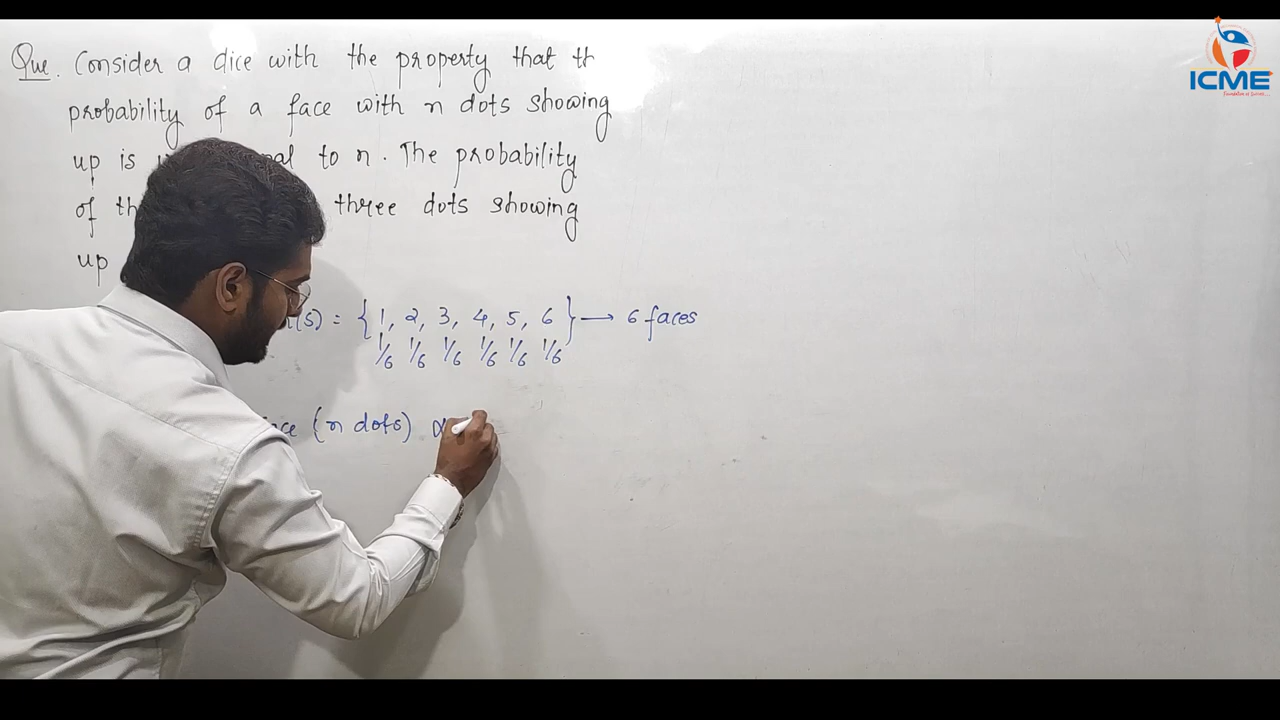 Que. Consider a dice with the property that th
probability of a face with n dots showing
up is to n. The probability
of th three dots showing
up
n(S) = { 1, 2, 3, 4, 5, 6 } → 6 faces
1/6 1/6 1/6 1/6 1/6 1/6
(n dots) ∝
ICME